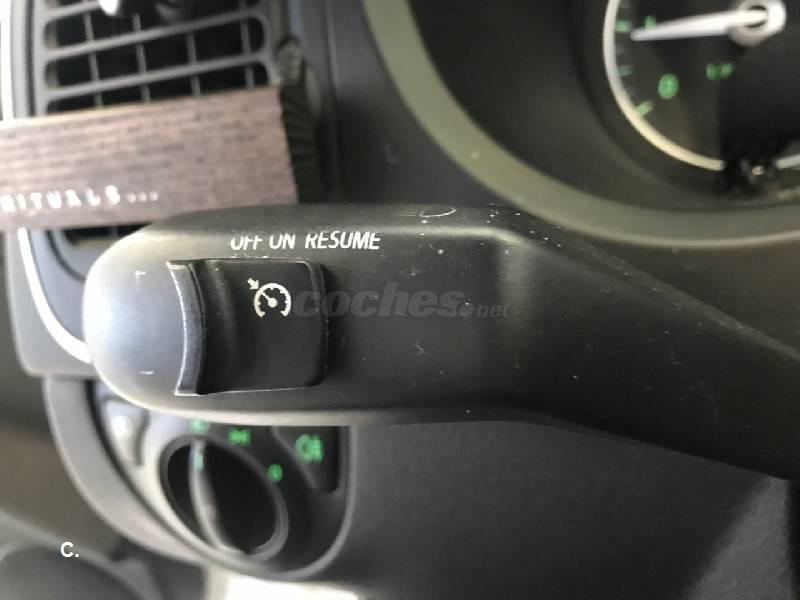 RITUALS...
OFF ON RESUME
coches.net
C.